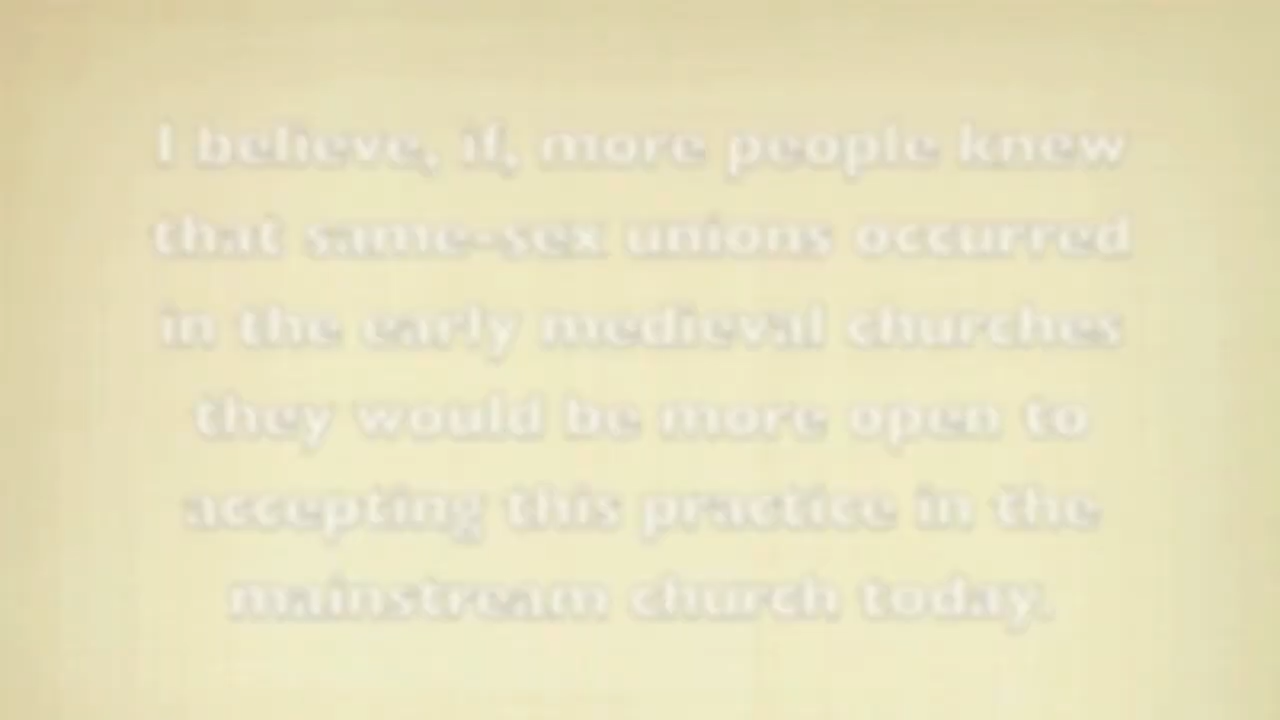 I believe, if, more people knew
that same-sex unions occurred
in the early medieval churches
they would be more open to
accepting this practice in the
mainstream church today.